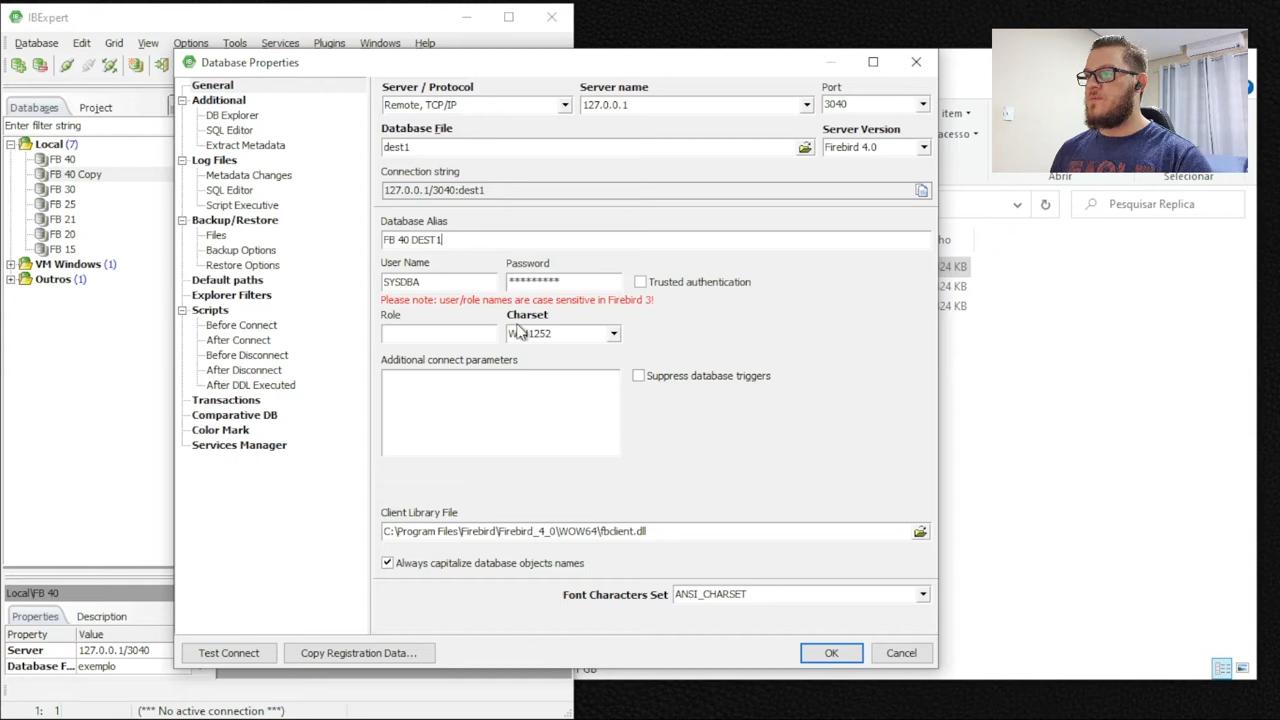 IBExpert
Database Edit Grid View Options Tools Services Plugins Windows Help
Databases Project
Enter filter string
Local (7)
FB 40
FB 40 Copy
FB 30
FB 25
FB 21
FB 20
FB 15
VM Windows (1)
Outros (1)
Local\FB 40
Properties Description
Property Value
Server 127.0.0.1/3040
Database F... exemplo
1: 1 (*** No active connection ***)
Database Properties
General
Additional
DB Explorer
SQL Editor
Extract Metadata
Log Files
Metadata Changes
SQL Editor
Script Executive
Backup/Restore
Files
Backup Options
Restore Options
Default paths
Explorer Filters
Scripts
Before Connect
After Connect
Before Disconnect
After Disconnect
After DDL Executed
Transactions
Comparative DB
Color Mark
Services Manager
Server / Protocol Server name Port
Remote, TCP/IP 127.0.0.1 3040
Database File Server Version
dest1 Firebird 4.0
Connection string
127.0.0.1/3040:dest1
Database Alias
FB 40 DEST1
User Name Password
SYSDBA ********* Trusted authentication
Please note: user/role names are case sensitive in Firebird 3!
Role Charset
Additional connect parameters
Suppress database triggers
Client Library File
C:\Program Files\Firebird\Firebird_4_0\WOW64\fbclient.dll
Always capitalize database objects names
Font Characters Set ANSI_CHARSET
Test Connect Copy Registration Data... OK Cancel
item
acesso
Abrir Selecionar
Pesquisar Replica
ho
24 KB
24 KB
24 KB
GB